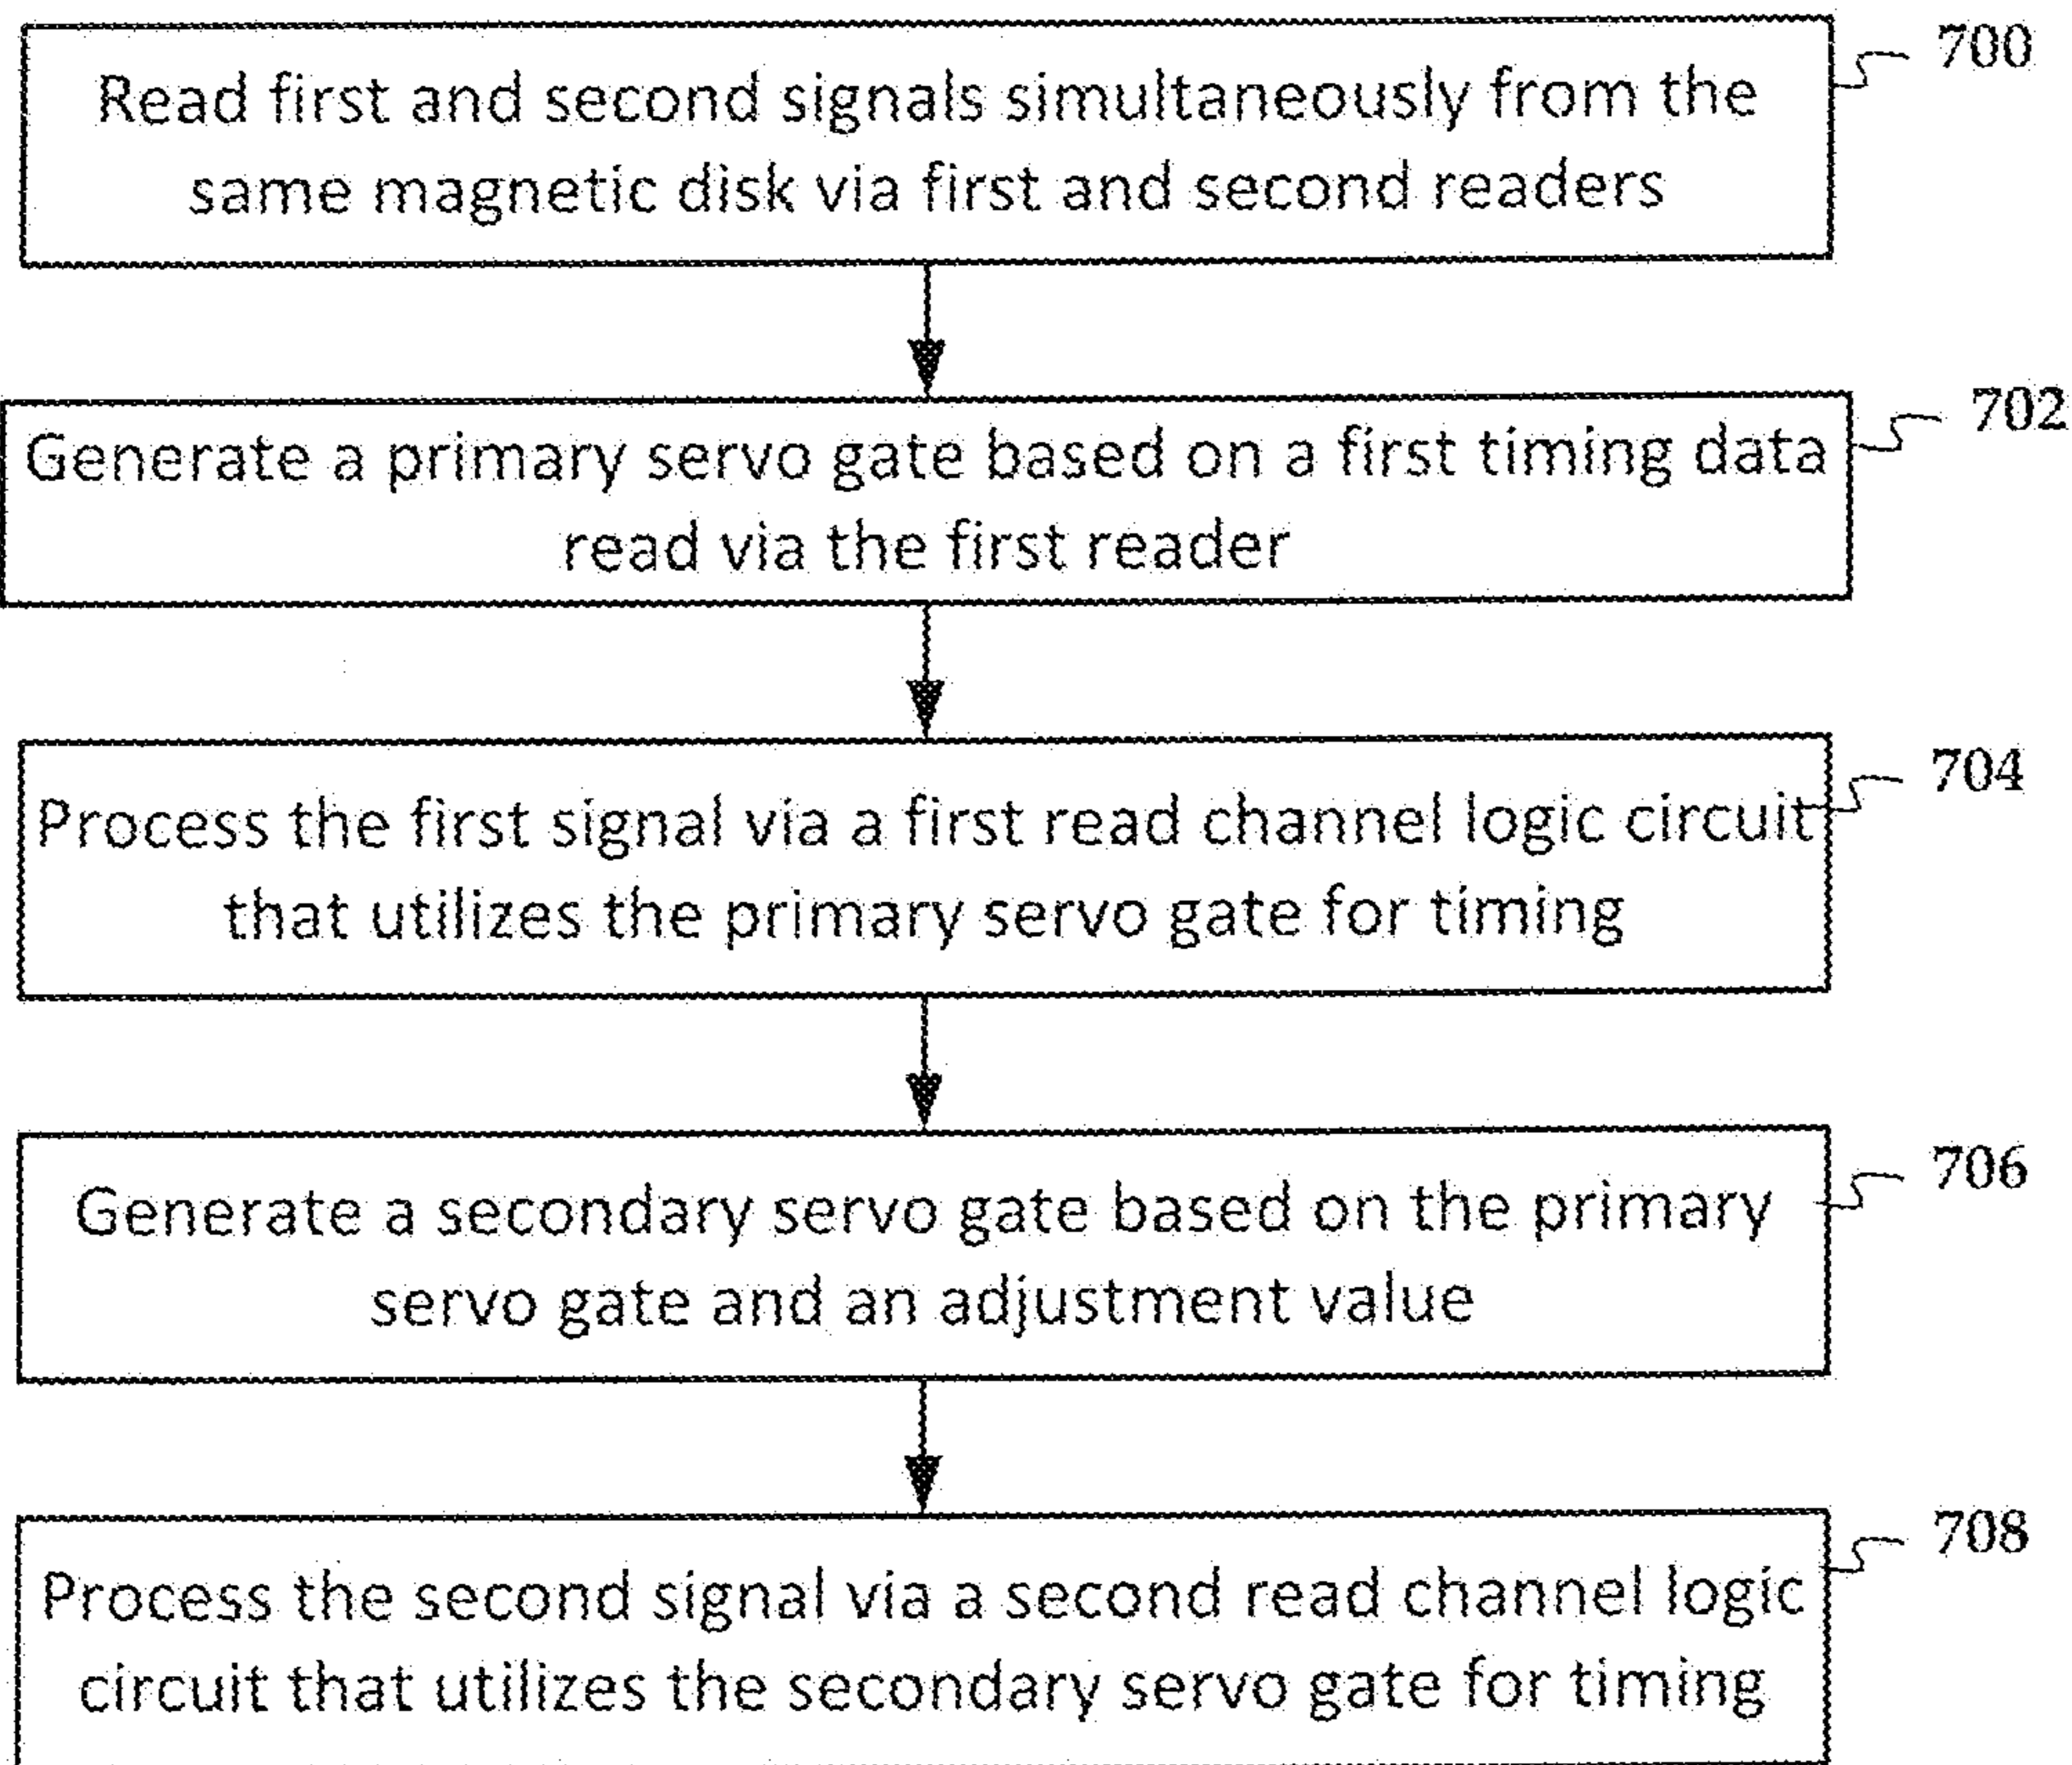 700
Read first and second signals simultaneously from the
same magnetic disk via first and second readers
702
Generate a primary servo gate based on a first timing data
read via the first reader
704
Process the first signal via a first read channel logic circuit
that utilizes the primary servo gate for timing
706
Generate a secondary servo gate based on the primary
servo gate and an adjustment value
708
Process the second signal via a second read channel logic
circuit that utilizes the secondary servo gate for timing